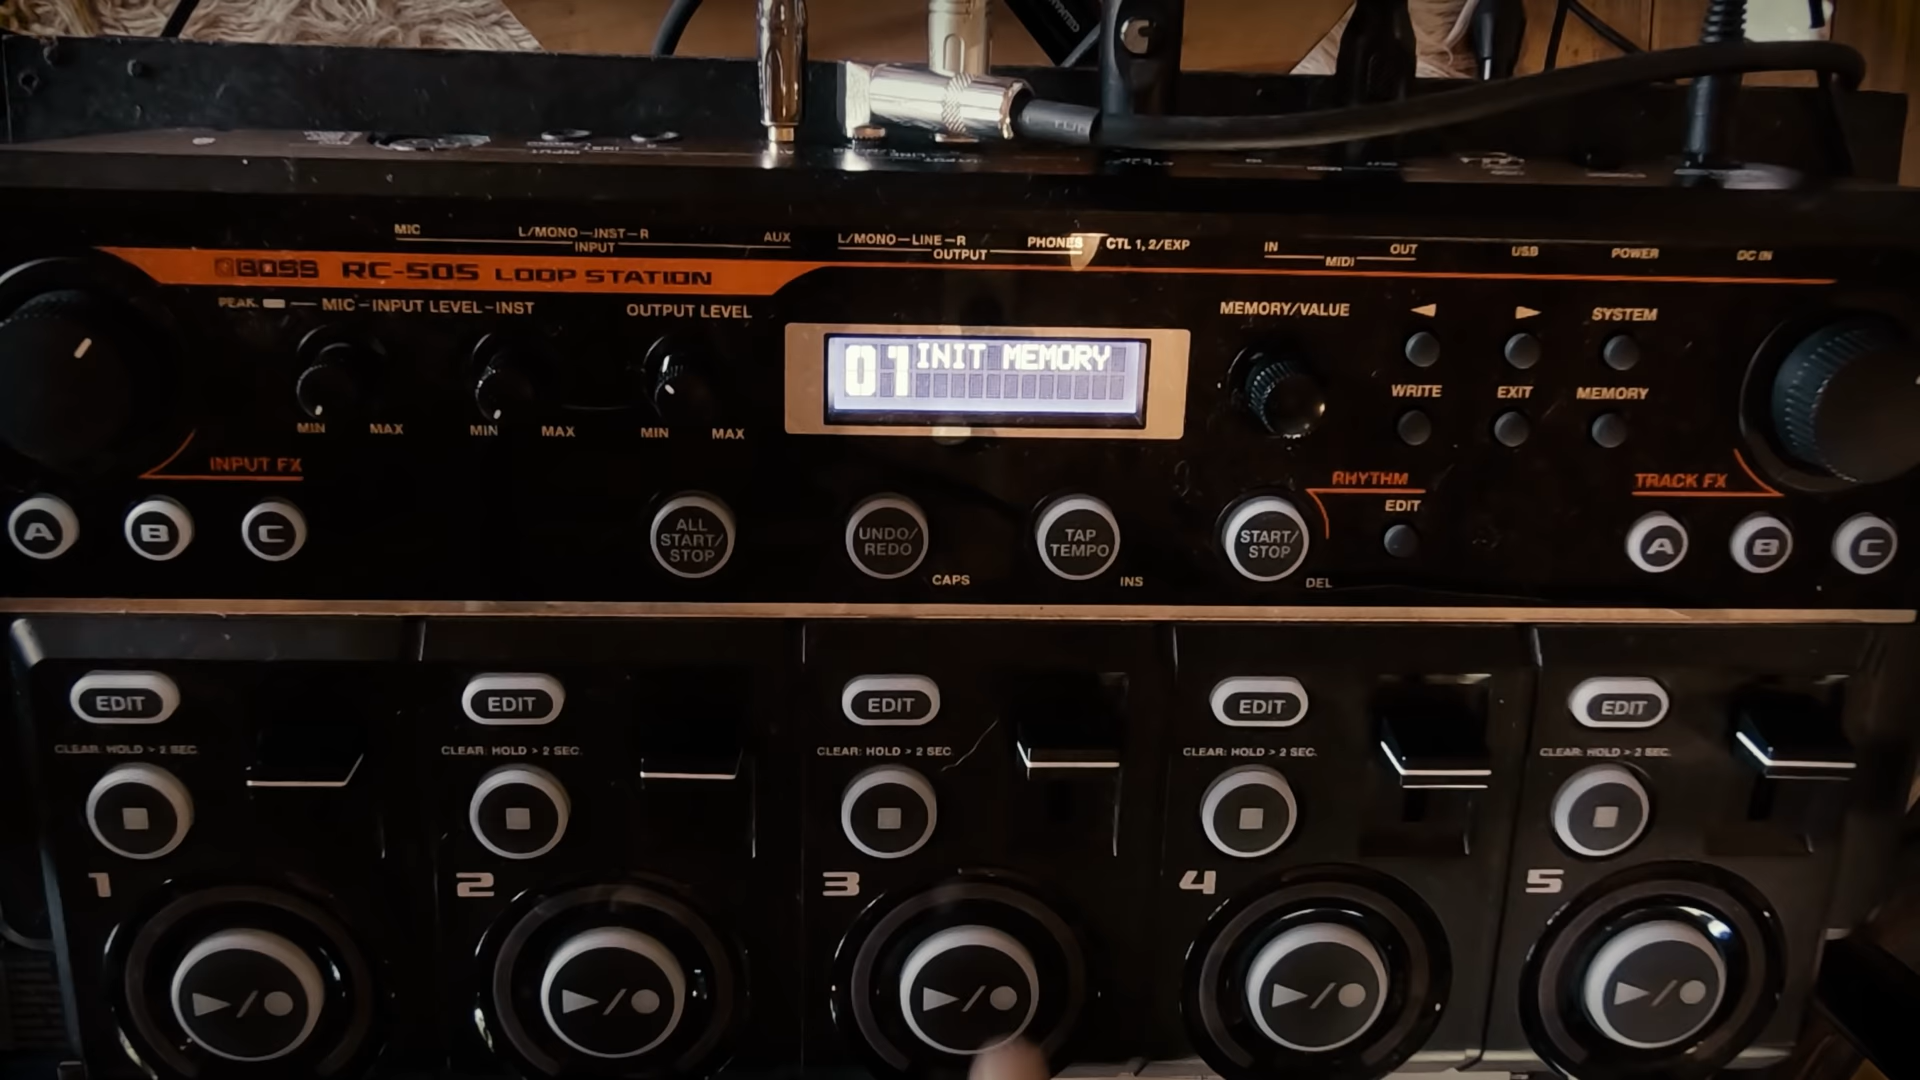 MIC
L/MONO—INST—R
INPUT
AUX
L/MONO—LINE—R
OUTPUT
PHONES
CTL 1, 2/EXP
IN
OUT
MIDI
USB
POWER
DC IN
BOSS RC-505 LOOP STATION
PEAK
MIC—INPUT LEVEL—INST
OUTPUT LEVEL
MEMORY/VALUE
SYSTEM
01 INIT MEMORY
WRITE
EXIT
MEMORY
MIN
MAX
MIN
MAX
MIN
MAX
INPUT FX
RHYTHM
TRACK FX
EDIT
A
B
C
ALL
START/
STOP
UNDO/
REDO
TAP
TEMPO
START/
STOP
A
B
C
CAPS
INS
DEL
EDIT
EDIT
EDIT
EDIT
EDIT
CLEAR: HOLD > 2 SEC.
CLEAR: HOLD > 2 SEC.
CLEAR: HOLD > 2 SEC.
CLEAR: HOLD > 2 SEC.
CLEAR: HOLD > 2 SEC.
1
2
3
4
5